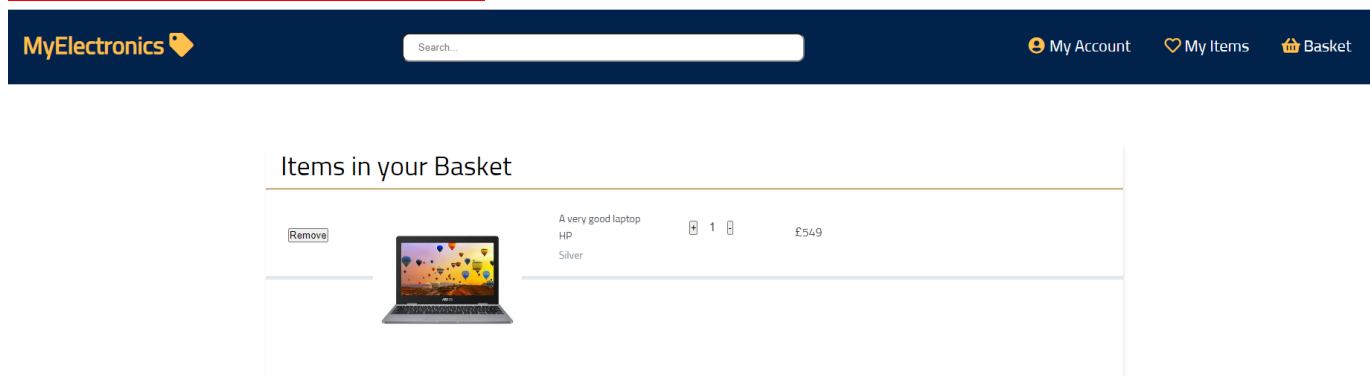 MyElectronics
Search...
My Account
My Items
Basket
Items in your Basket
Remove
A very good laptop
HP
Silver
+ 1 -
£549